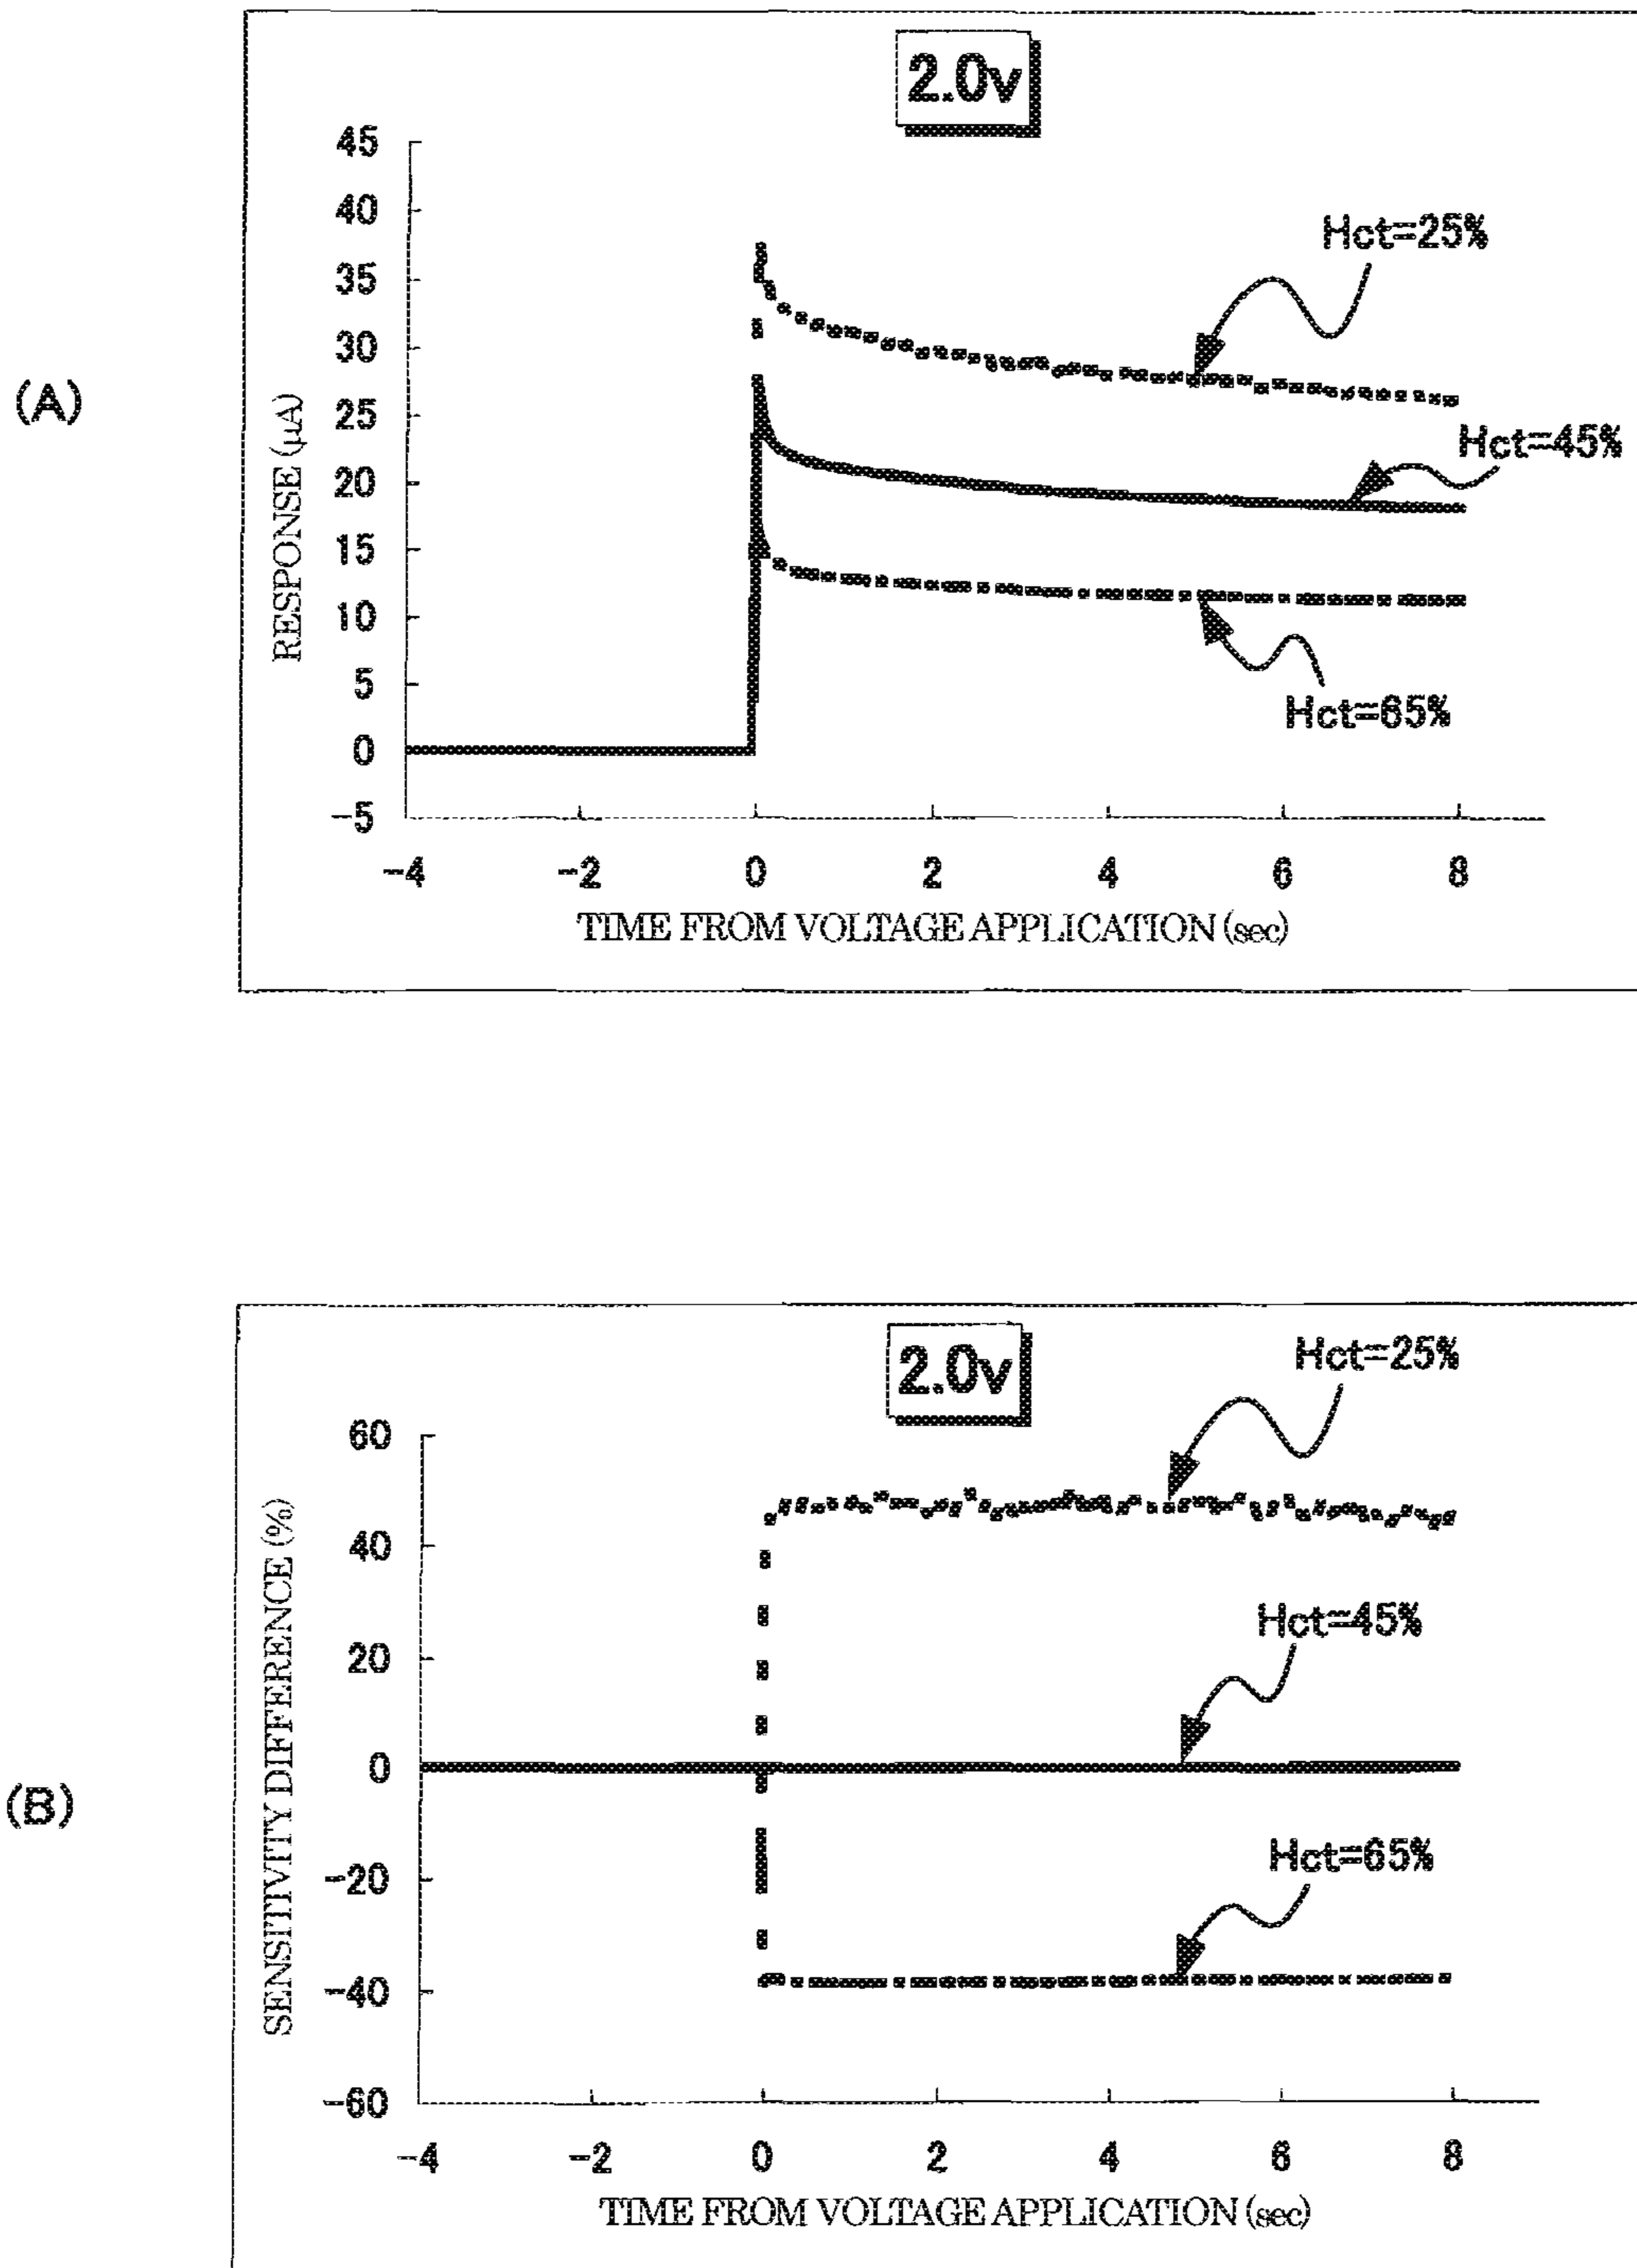 (A)
2.0v
45
40
35
30
25
20
15
10
5
0
-5
RESPONSE (μA)
Hct=25%
Hct=45%
Hct=65%
-4 -2 0 2 4 6 8
TIME FROM VOLTAGE APPLICATION (sec)
(B)
2.0v
60
40
20
0
-20
-40
-60
SENSITIVITY DIFFERENCE (%)
Hct=25%
Hct=45%
Hct=65%
-4 -2 0 2 4 6 8
TIME FROM VOLTAGE APPLICATION (sec)